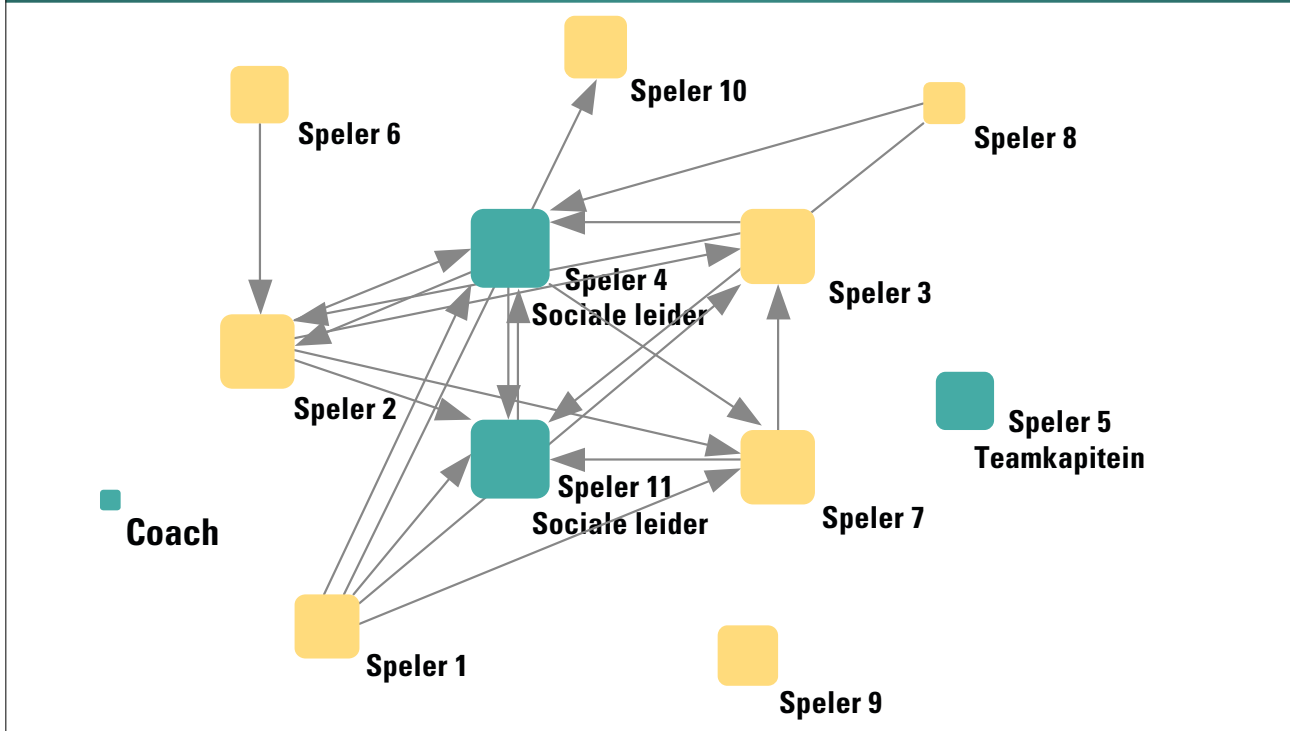 Speler 10
Speler 6
Speler 8
Speler 4
Sociale leider
Speler 3
Speler 2
Speler 5
Teamkapitein
Speler 11
Sociale leider
Speler 7
Coach
Speler 1
Speler 9